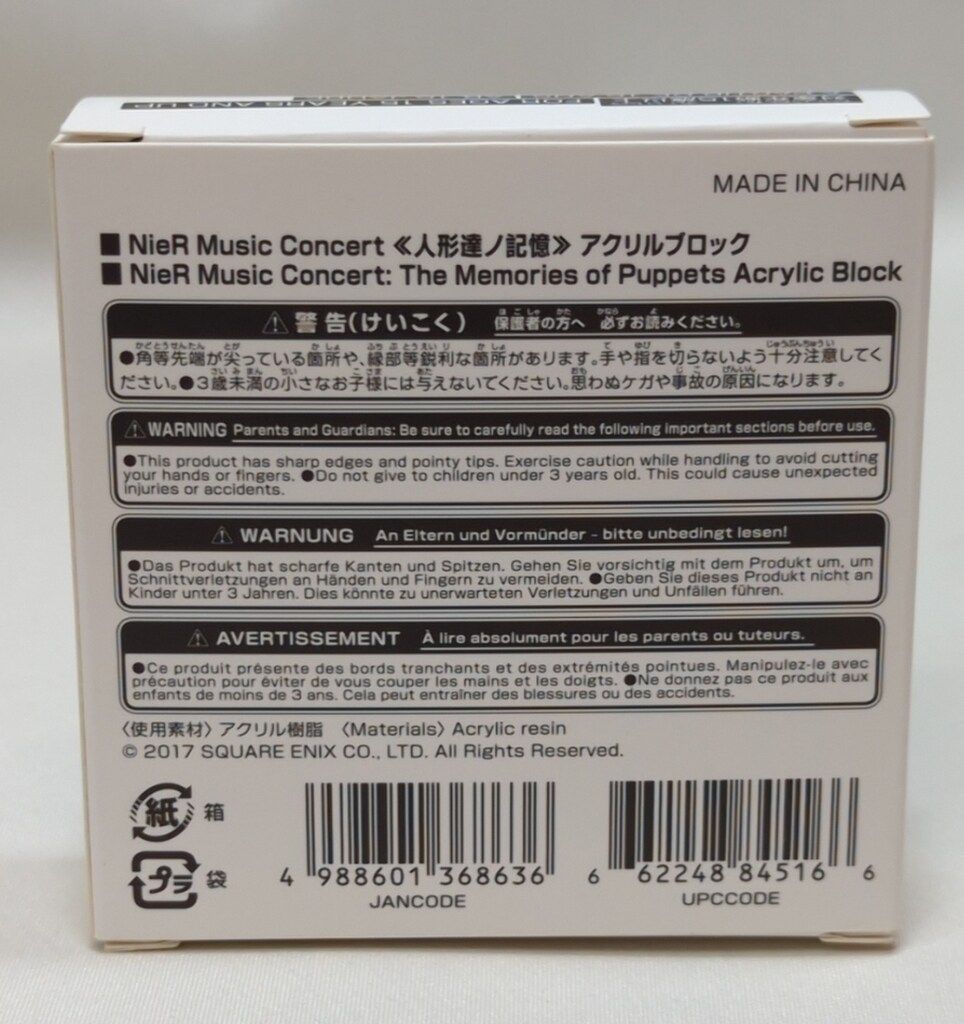 FOR AGES 15 YEARS AND UP
MADE IN CHINA
■ NieR Music Concert ≪人形達ノ記憶≫ アクリルブロック
■ NieR Music Concert: The Memories of Puppets Acrylic Block
⚠ 警告(けいこく) 保護者の方へ 必ずお読みください。
●角等先端が尖っている箇所や、縁部等鋭利な箇所があります。手や指を切らないよう十分注意してく
ださい。●3歳未満の小さなお子様には与えないでください。思わぬケガや事故の原因になります。
⚠ WARNING Parents and Guardians: Be sure to carefully read the following important sections before use.
●This product has sharp edges and pointy tips. Exercise caution while handling to avoid cutting
your hands or fingers. ●Do not give to children under 3 years old. This could cause unexpected
injuries or accidents.
⚠ WARNUNG An Eltern und Vormünder - bitte unbedingt lesen!
●Das Produkt hat scharfe Kanten und Spitzen. Gehen Sie vorsichtig mit dem Produkt um, um
Schnittverletzungen an Händen und Fingern zu vermeiden. ●Geben Sie dieses Produkt nicht an
Kinder unter 3 Jahren. Dies könnte zu unerwarteten Verletzungen und Unfällen führen.
⚠ AVERTISSEMENT À lire absolument pour les parents ou tuteurs.
●Ce produit présente des bords tranchants et des extrémités pointues. Manipulez-le avec
précaution pour éviter de vous couper les mains et les doigts. ●Ne donnez pas ce produit aux
enfants de moins de 3 ans. Cela peut entraîner des blessures ou des accidents.
〈使用素材〉アクリル樹脂 〈Materials〉Acrylic resin
© 2017 SQUARE ENIX CO., LTD. All Rights Reserved.
紙 箱
プラ 袋
4 988601 368636
JANCODE
6 62248 84516 6
UPCCODE